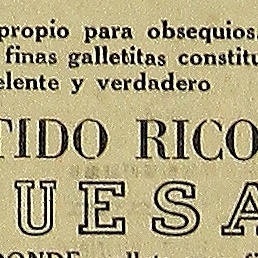 propio para obsequios.
finas galletitas constitu
elente y verdadero
TIDO RICO
UESA